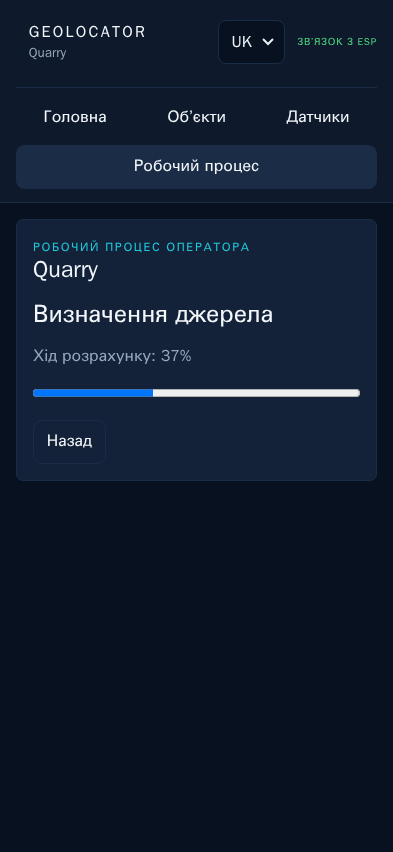 GEOLOCATOR
Quarry
UK
ЗВ'ЯЗОК З ESP
Головна
Об'єкти
Датчики
Робочий процес
РОБОЧИЙ ПРОЦЕС ОПЕРАТОРА
Quarry
Визначення джерела
Хід розрахунку: 37%
Назад